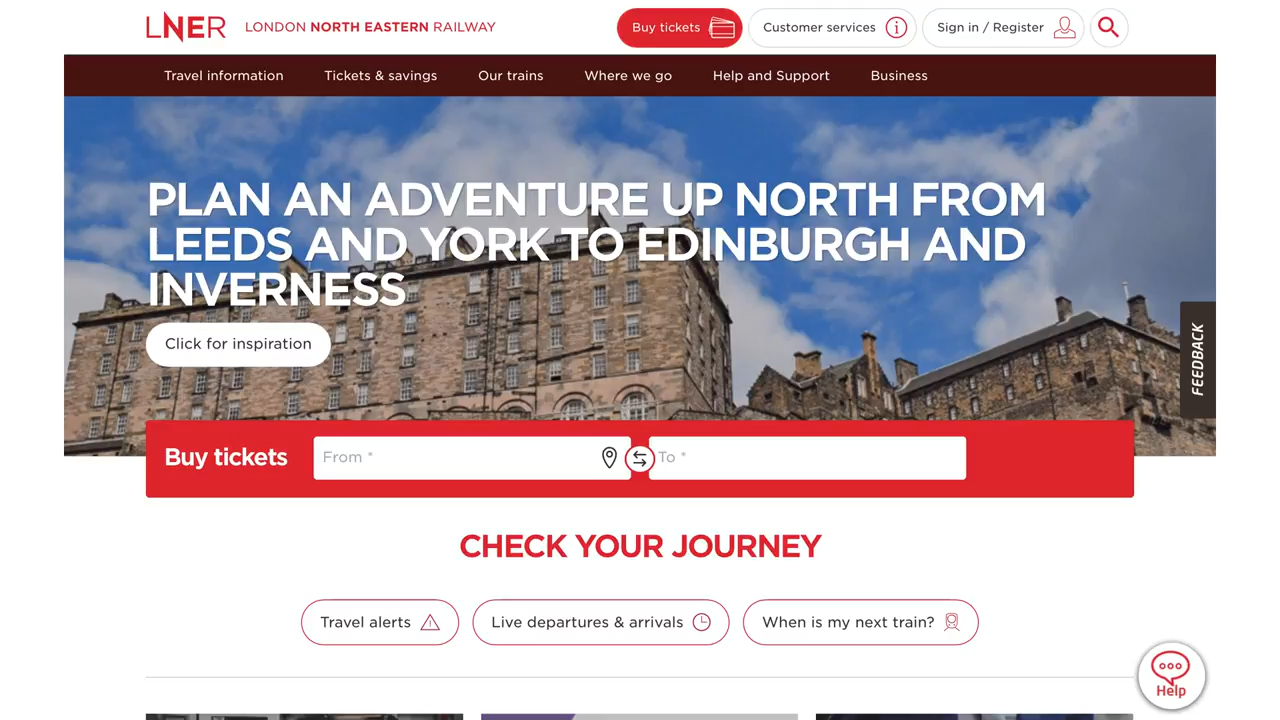 LNER LONDON NORTH EASTERN RAILWAY Buy tickets Customer services Sign in / Register
Travel information Tickets & savings Our trains Where we go Help and Support Business
PLAN AN ADVENTURE UP NORTH FROM
LEEDS AND YORK TO EDINBURGH AND
INVERNESS
Click for inspiration
FEEDBACK
Buy tickets From * To *
CHECK YOUR JOURNEY
Travel alerts Live departures & arrivals When is my next train?
Help